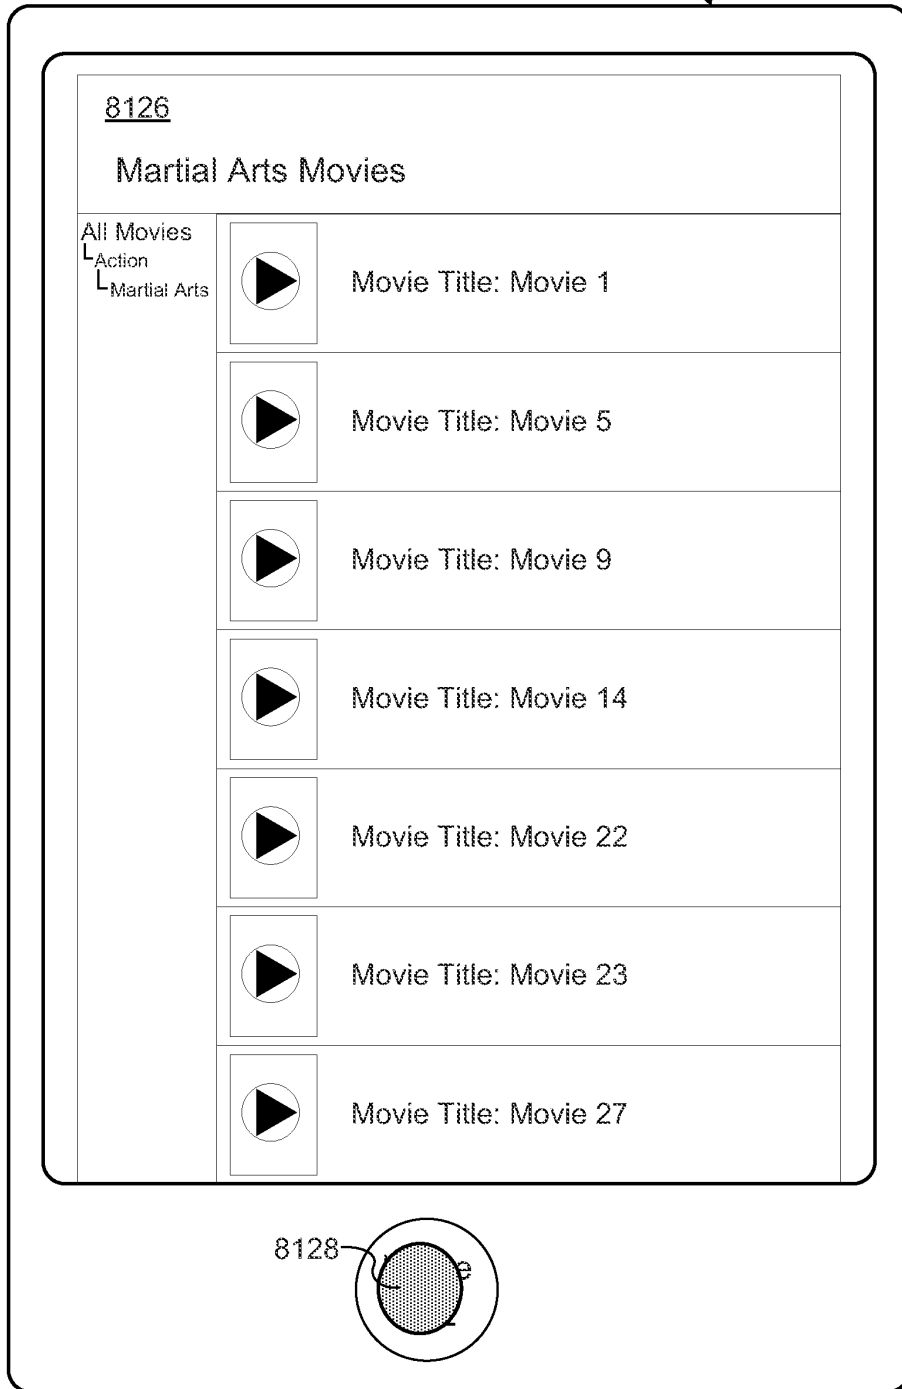 8126
Martial Arts Movies
All Movies
Action
Martial Arts
Movie Title: Movie 1
Movie Title: Movie 5
Movie Title: Movie 9
Movie Title: Movie 14
Movie Title: Movie 22
Movie Title: Movie 23
Movie Title: Movie 27
8128